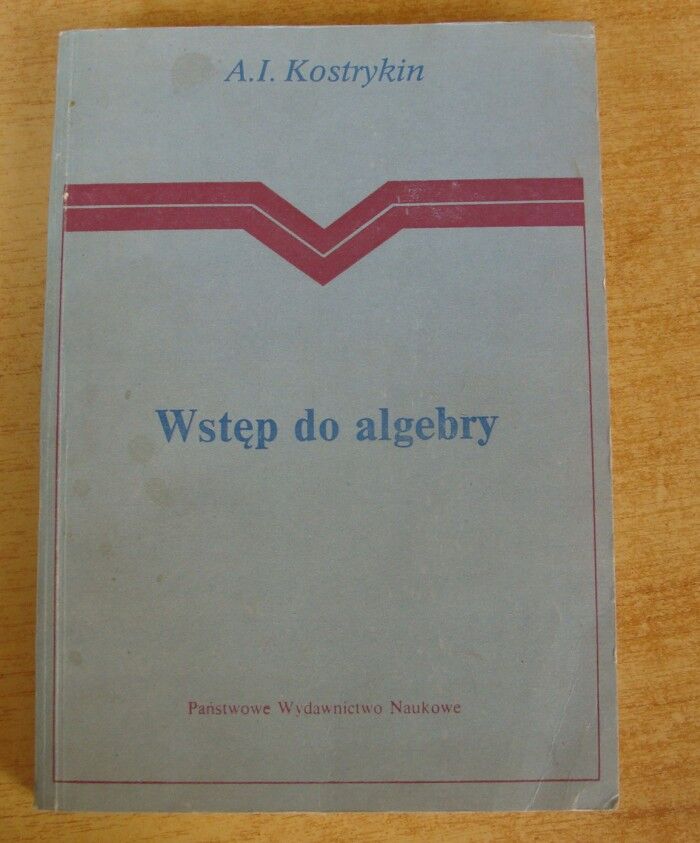 A.I. Kostrykin
Wstęp do algebry
Państwowe Wydawnictwo Naukowe